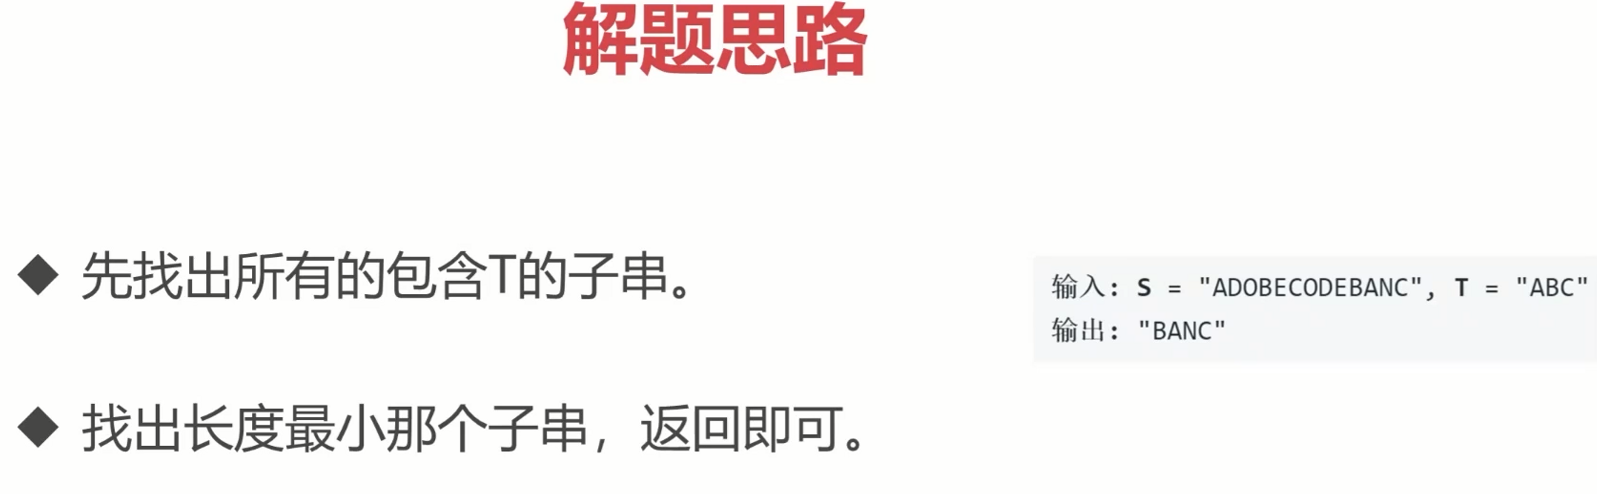 解题思路
◆ 先找出所有的包含T的子串。
输入: S = "ADOBECODEBANC", T = "ABC"
输出: "BANC"
◆ 找出长度最小那个子串，返回即可。